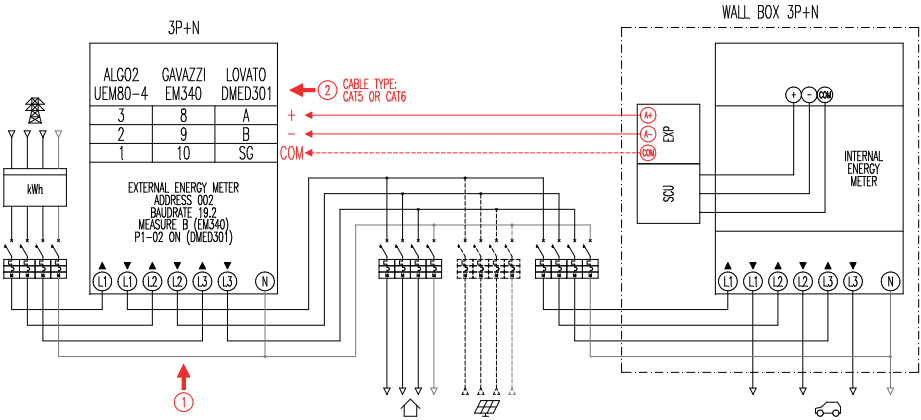 WALL BOX 3P+N
3P+N
ALGO2 GAVAZZI LOVATO
UEM80-4 EM340 DMED301
2 CABLE TYPE:
CAT5 OR CAT6
3 8 A +
2 9 B -
1 10 SG COM
A+
A-
COM
EXP
SCU
+ - COM
INTERNAL
ENERGY
METER
kWh
EXTERNAL ENERGY METER
ADDRESS 002
BAUDRATE 19.2
MEASURE B (EM340)
P1-02 ON (DMED301)
L1 L1 L2 L2 L3 L3 N
L1 L1 L2 L2 L3 L3 N
1